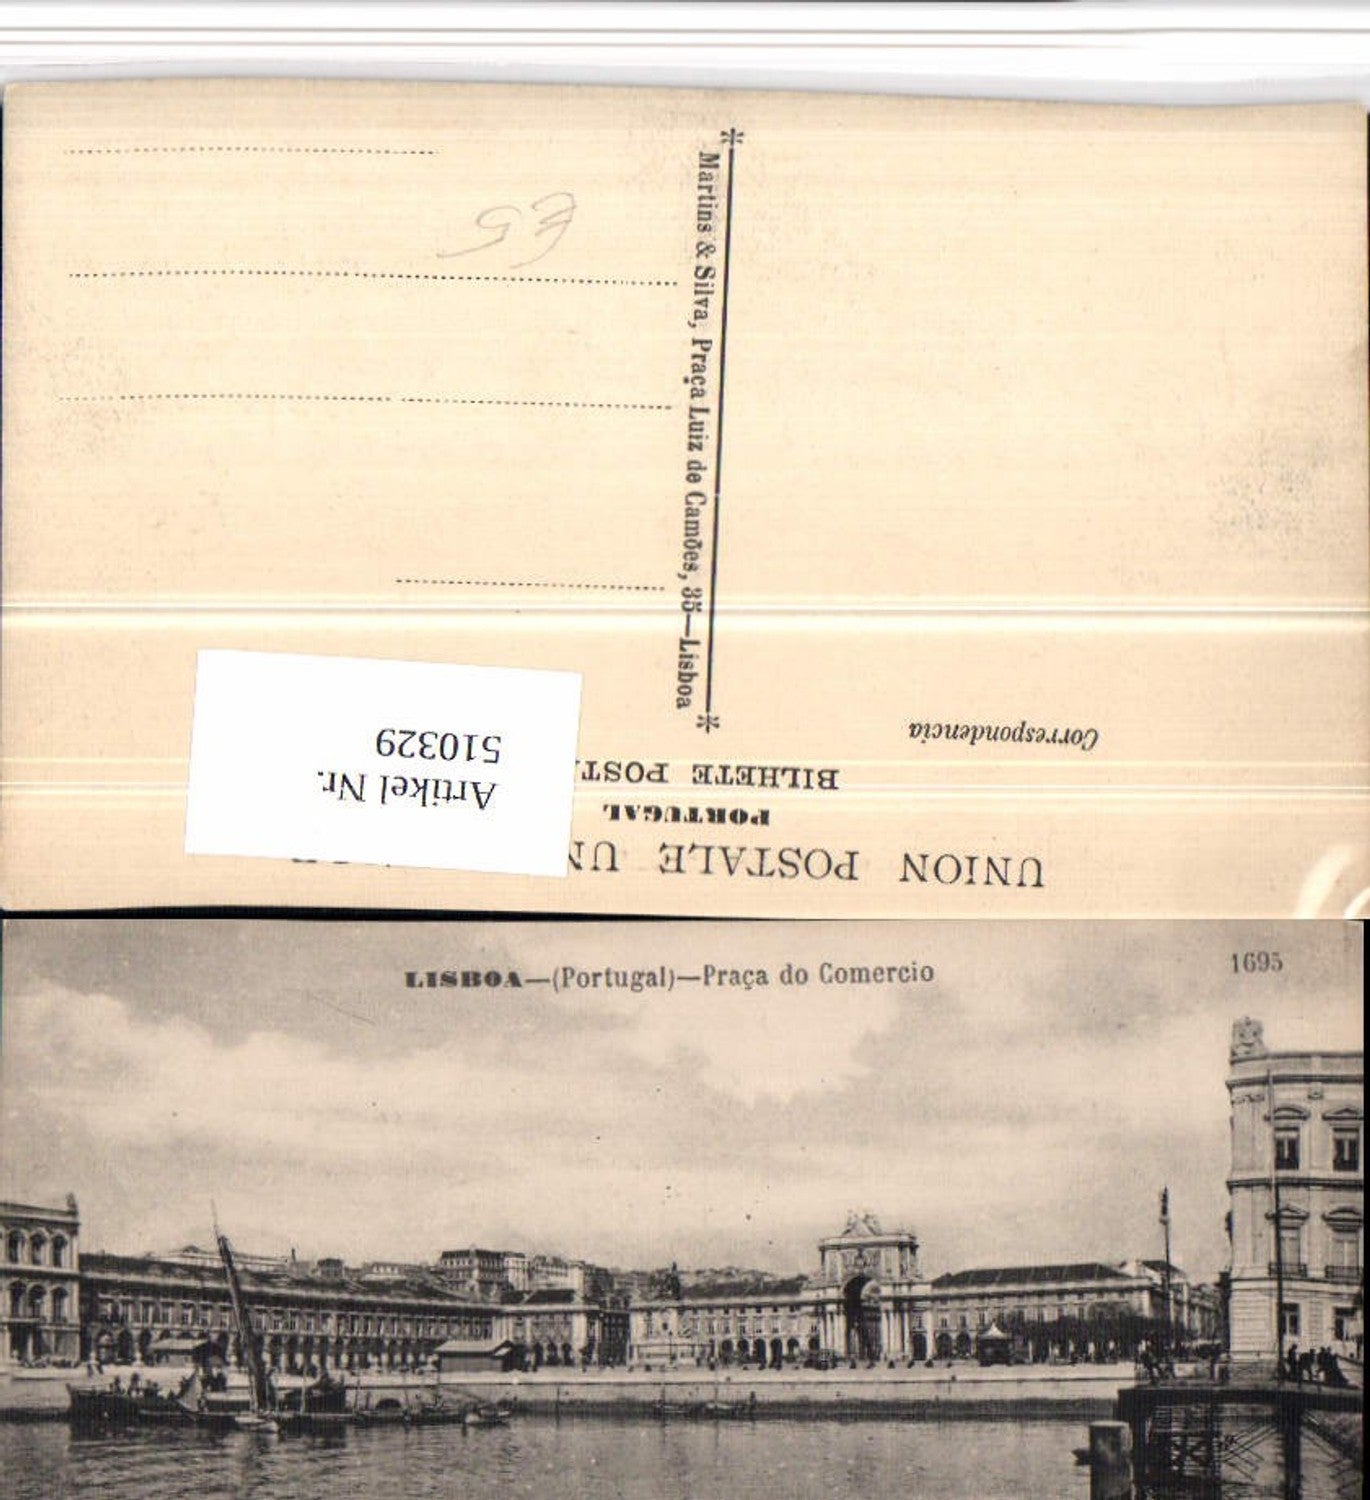 €5
Martins & Silva, Praça Luiz de Camões, 35—Lisboa
Correspondencia
BILHETE POST
PORTUGAL
UNION POSTALE UN
Artikel Nr.
510329
LISBOA—(Portugal)—Praça do Comercio
1695